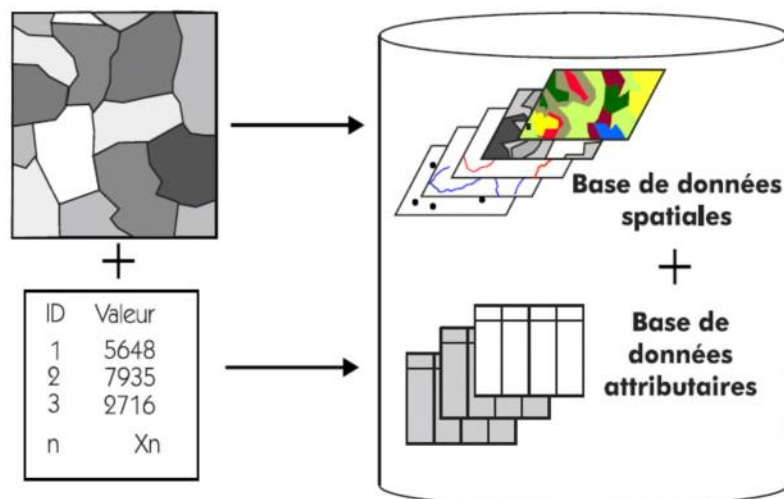 Base de données
spatiales
+
+
ID Valeur
1 5648
2 7935
3 2716
n Xn
Base de
données
attributaires